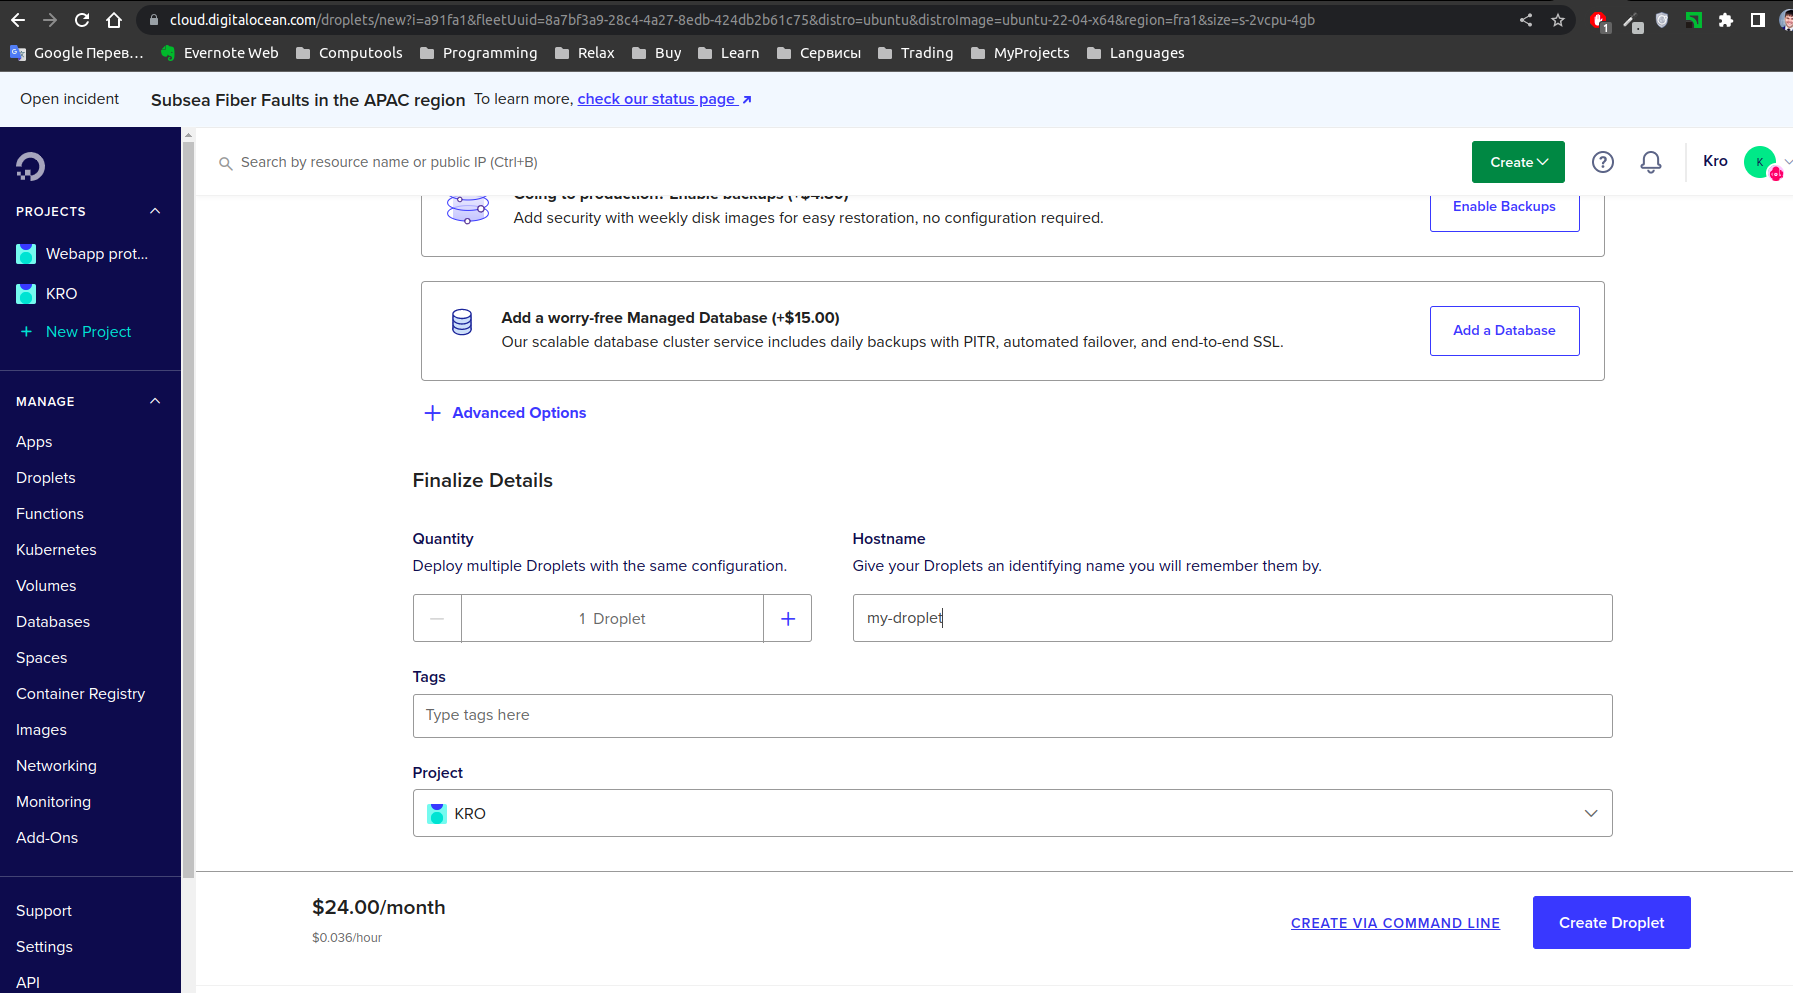 cloud.digitalocean.com/droplets/new?i=a91fa1&fleetUuid=8a7bf3a9-28c4-4a27-8edb-424db2b61c75&distro=ubuntu&distroImage=ubuntu-22-04-x64&region=fra1&size=s-2vcpu-4gb
1
Google Перев... Evernote Web Computools Programming Relax Buy Learn Сервисы Trading MyProjects Languages
Open incident Subsea Fiber Faults in the APAC region To learn more, check our status page
Search by resource name or public IP (Ctrl+B)
Create
Kro
K
PROJECTS
Webapp prot...
KRO
New Project
MANAGE
Apps
Droplets
Functions
Kubernetes
Volumes
Databases
Spaces
Container Registry
Images
Networking
Monitoring
Add-Ons
Support
Settings
API
Going to production? Enable backups (+$4.80)
Add security with weekly disk images for easy restoration, no configuration required.
Enable Backups
Add a worry-free Managed Database (+$15.00)
Our scalable database cluster service includes daily backups with PITR, automated failover, and end-to-end SSL.
Add a Database
Advanced Options
Finalize Details
Quantity
Deploy multiple Droplets with the same configuration.
1 Droplet
Hostname
Give your Droplets an identifying name you will remember them by.
my-droplet
Tags
Type tags here
Project
KRO
$24.00/month
$0.036/hour
CREATE VIA COMMAND LINE
Create Droplet